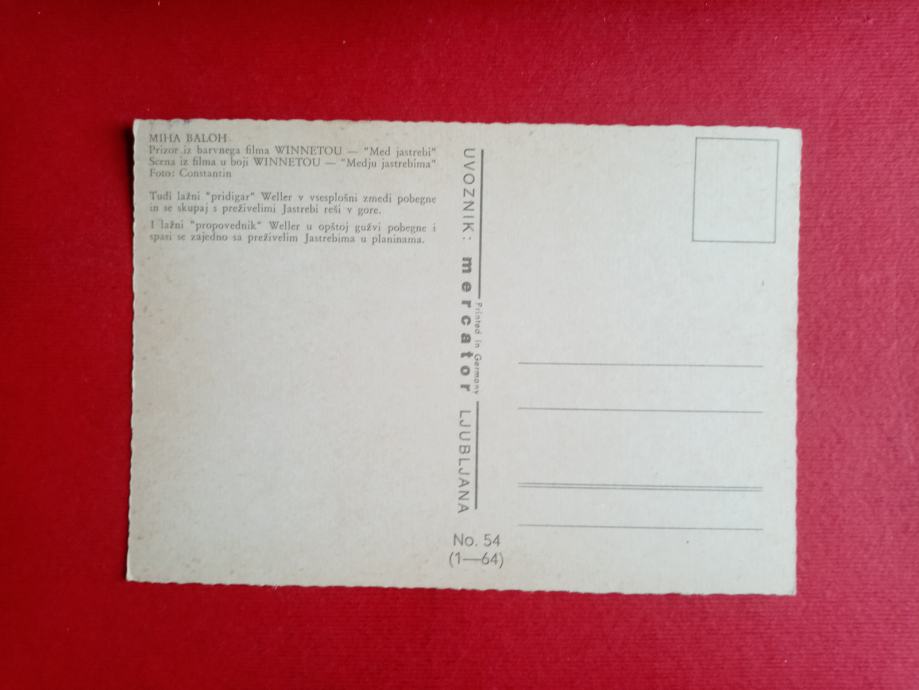 MIHA BALOH
Prizor iz barvnega filma WINNETOU — "Med jastrebi"
Scena iz filma u boji WINNETOU — "Medju jastrebima"
Foto: Constantin
Tudi lažni "pridigar" Weller v vsesplošni zmedi pobegne
in se skupaj s preživelimi Jastrebi reši v gore.
I lažni "propovednik" Weller u opštoj gužvi pobegne i
spasi se zajedno sa preživelim Jastrebima u planinama.
UVOZNIK: mercator LJUBLJANA
Printed in Germany
No. 54
(1—64)